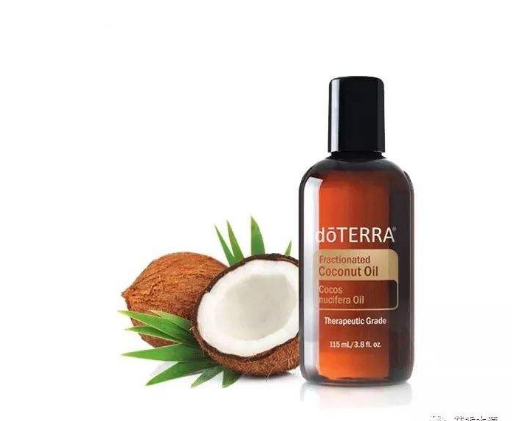 dōTERRA®
Fractionated
Coconut Oil
Cocos
nucifera Oil
Therapeutic Grade
115 mL/3.8 fl. oz.